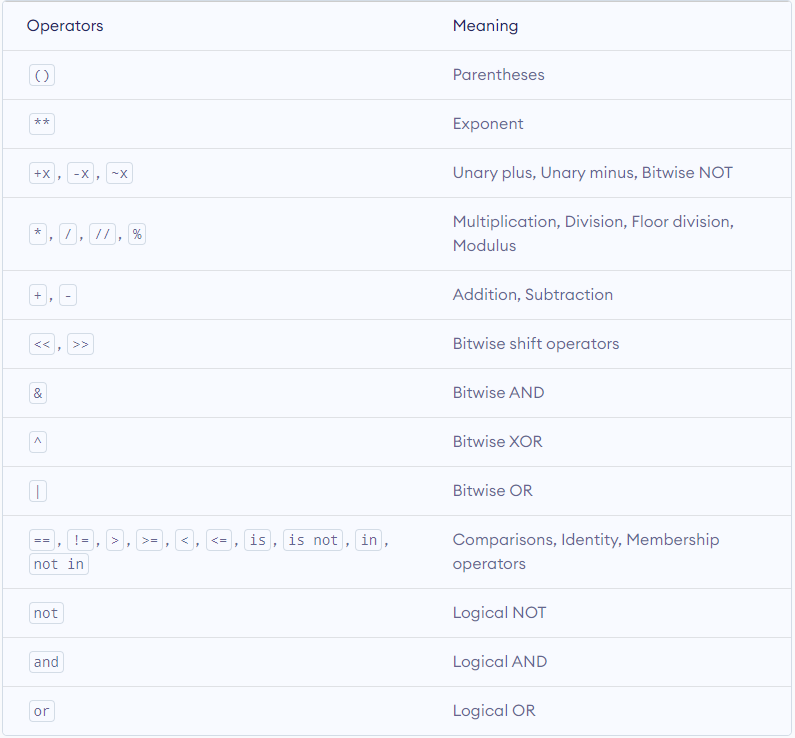 Operators Meaning
() Parentheses
** Exponent
+x, -x, ~x Unary plus, Unary minus, Bitwise NOT
*, /, //, % Multiplication, Division, Floor division,
Modulus
+, - Addition, Subtraction
<<, >> Bitwise shift operators
& Bitwise AND
^ Bitwise XOR
| Bitwise OR
==, !=, >, >=, <, <=, is, is not, in, Comparisons, Identity, Membership
not in operators
not Logical NOT
and Logical AND
or Logical OR